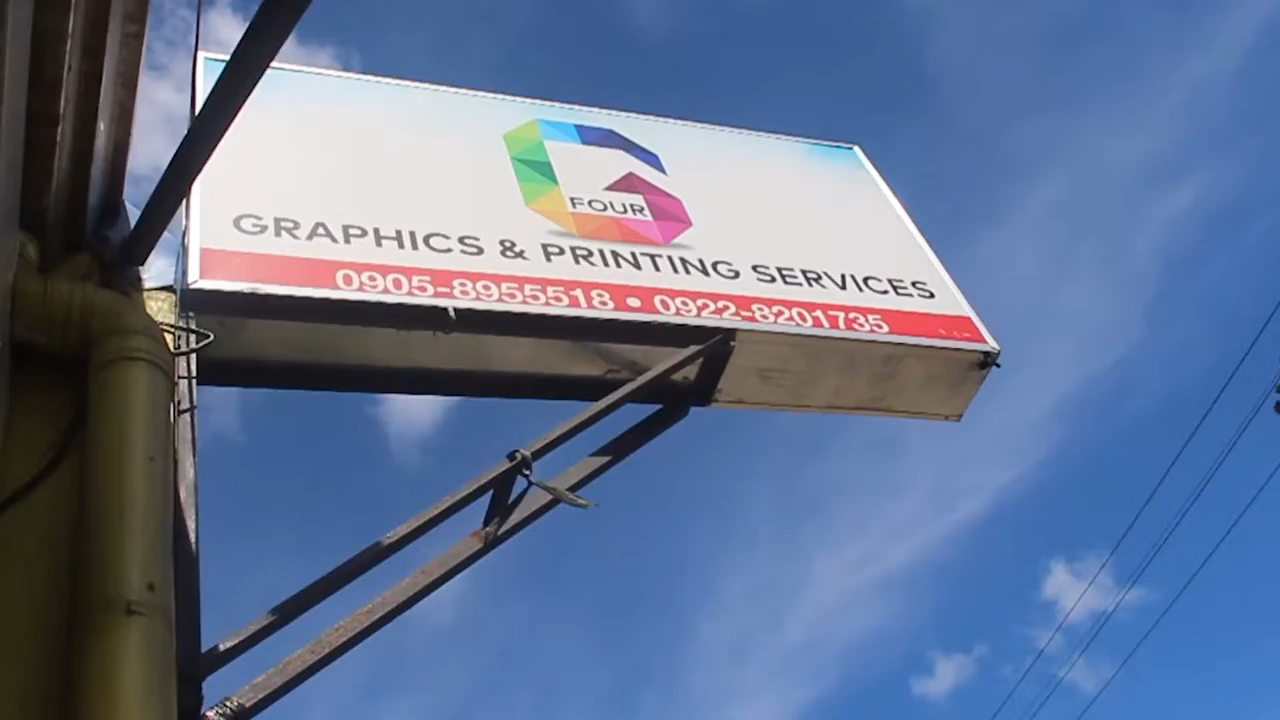 G
FOUR
GRAPHICS & PRINTING SERVICES
0905-8955518 • 0922-8201735